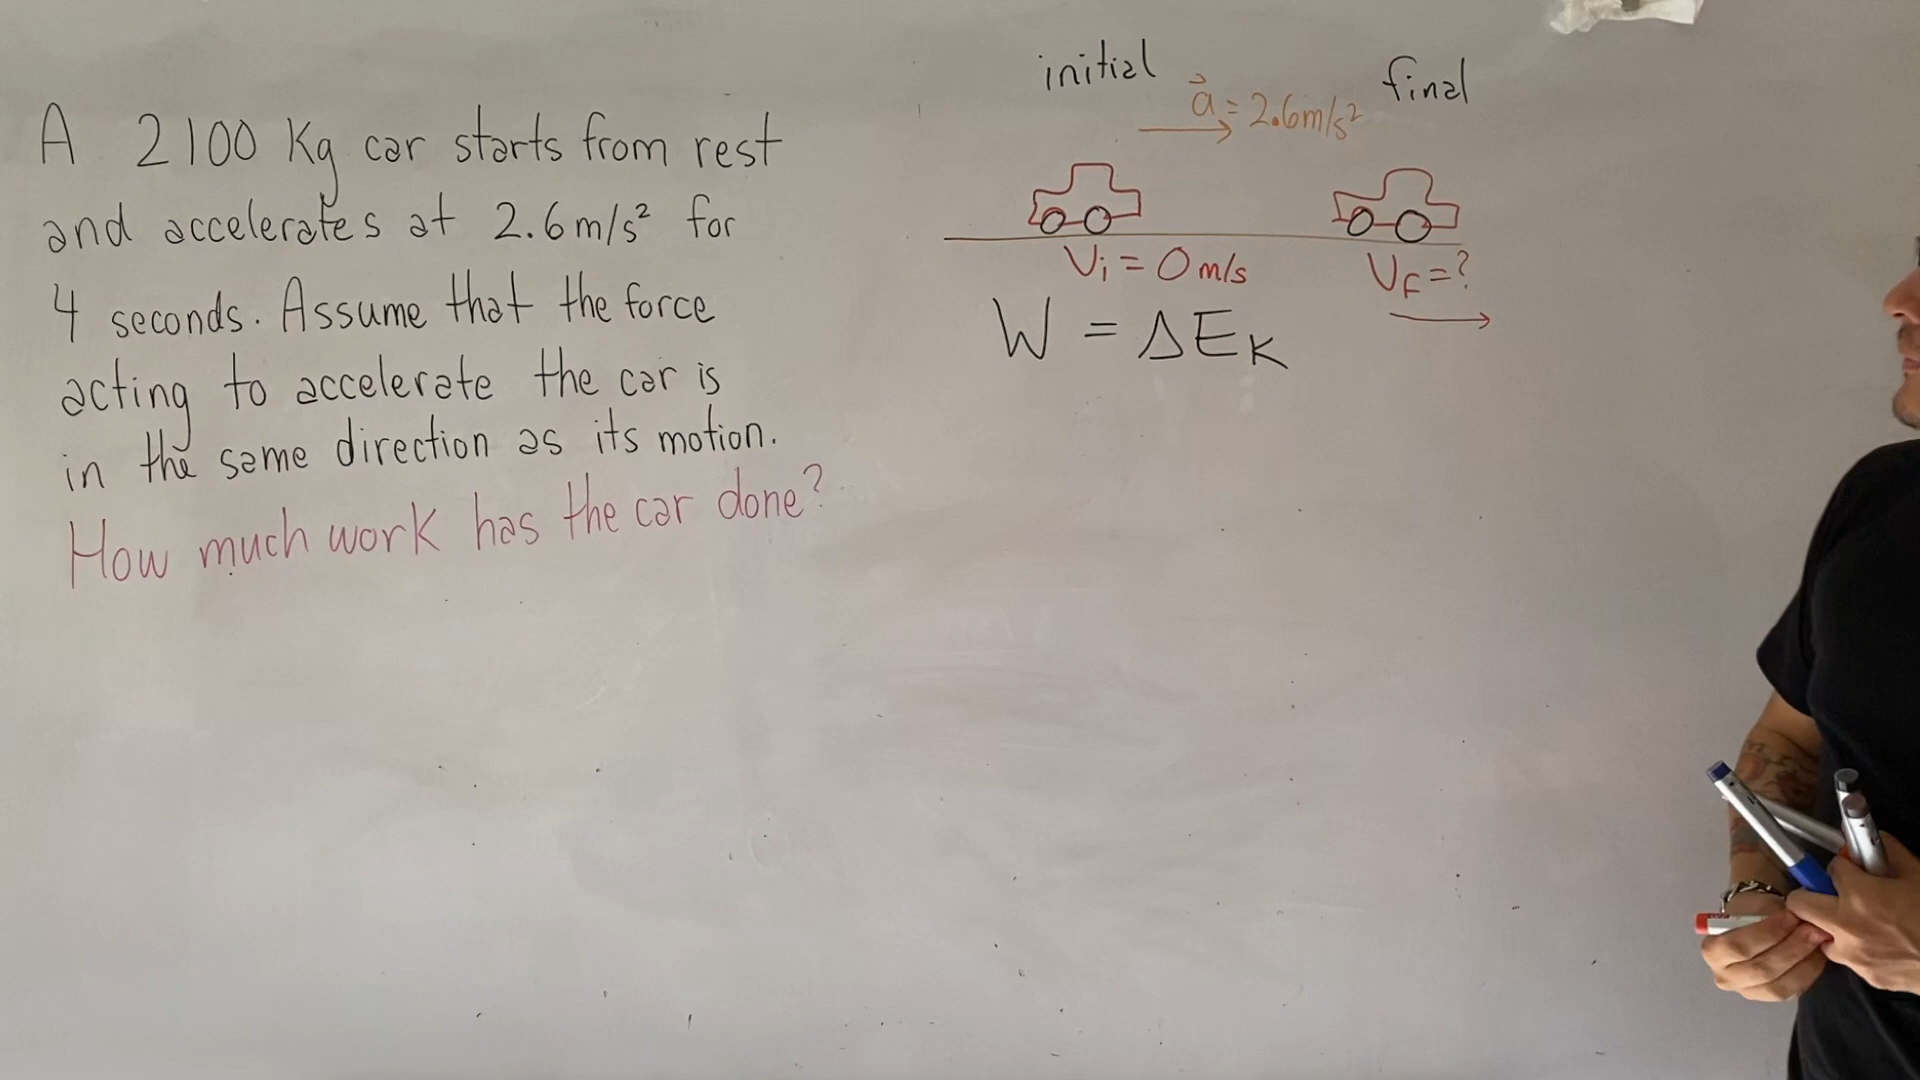 A 2100 Kg car starts from rest
and accelerates at 2.6 m/s² for
4 seconds. Assume that the force
acting to accelerate the car is
in the same direction as its motion.
How much work has the car done?
initial
final
a⃗ = 2.6 m/s²
Vi = 0 m/s
Vf = ?
W = ΔEK